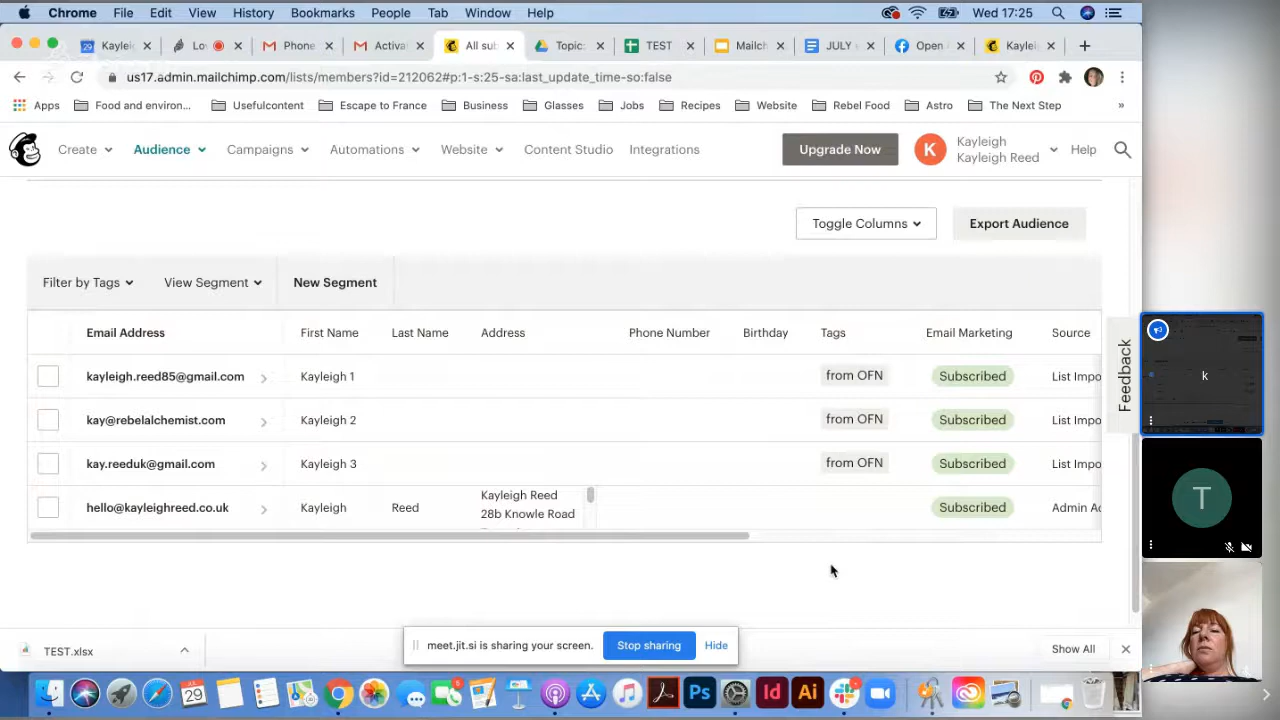 Chrome File Edit View History Bookmarks People Tab Window Help Wed 17:25
Kaylei Lo Phone Activa All sub Topic: TEST Mailch JULY Open Kaylei
us17.admin.mailchimp.com/lists/members?id=212062#p:1-s:25-sa:last_update_time-so:false
Apps Food and environ... Usefulcontent Escape to France Business Glasses Jobs Recipes Website Rebel Food Astro The Next Step »
Create Audience Campaigns Automations Website Content Studio Integrations Upgrade Now K Kayleigh Help
Kayleigh Reed
Toggle Columns Export Audience
Filter by Tags View Segment New Segment
Email Address First Name Last Name Address Phone Number Birthday Tags Email Marketing Source
kayleigh.reed85@gmail.com Kayleigh 1 from OFN Subscribed List Impo
kay@rebelalchemist.com Kayleigh 2 from OFN Subscribed List Impo
kay.reeduk@gmail.com Kayleigh 3 from OFN Subscribed List Impo
Kayleigh Reed
hello@kayleighreed.co.uk Kayleigh Reed 28b Knowle Road Subscribed Admin Ac
Feedback
k
T
meet.jit.si is sharing your screen. Stop sharing Hide
TEST.xlsx Show All
JUL
29
Ps Id Ai